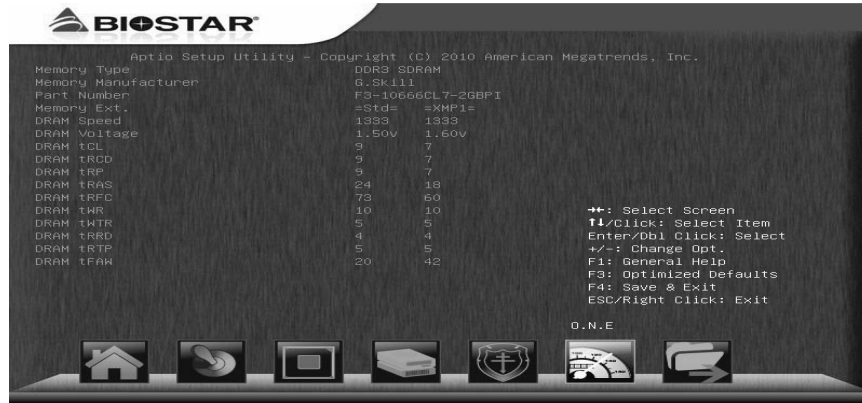 BIOSTAR®
Aptio Setup Utility - Copyright (C) 2010 American Megatrends, Inc.
Memory Type DDR3 SDRAM
Memory Manufacturer G.Skill
Part Number F3-10666CL7-2GBPI
Memory Ext. =Std= =XMP1=
DRAM Speed 1333 1333
DRAM Voltage 1.50v 1.60v
DRAM tCL 9 7
DRAM tRCD 9 7
DRAM tRP 9 7
DRAM tRAS 24 18
DRAM tRFC 73 60
DRAM tWR 10 10
DRAM tWTR 5 5
DRAM tRRD 4 4
DRAM tRTP 5 5
DRAM tFAW 20 42
→←: Select Screen
↑↓/Click: Select Item
Enter/Dbl Click: Select
+/-: Change Opt.
F1: General Help
F3: Optimized Defaults
F4: Save & Exit
ESC/Right Click: Exit
O.N.E